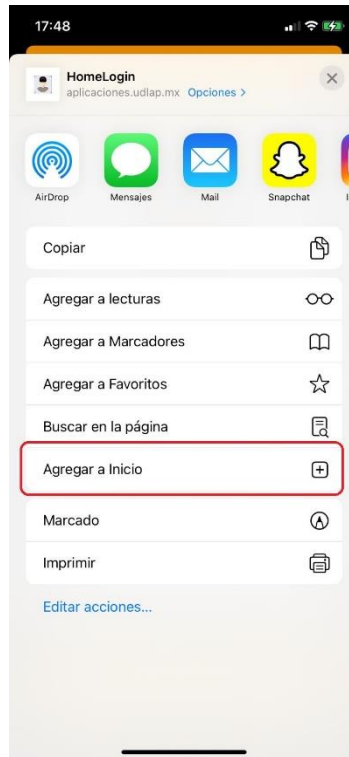 17:48
HomeLogin
aplicaciones.udlap.mx Opciones >
AirDrop Mensajes Mail Snapchat
Copiar
Agregar a lecturas
Agregar a Marcadores
Agregar a Favoritos
Buscar en la página
Agregar a Inicio
Marcado
Imprimir
Editar acciones...